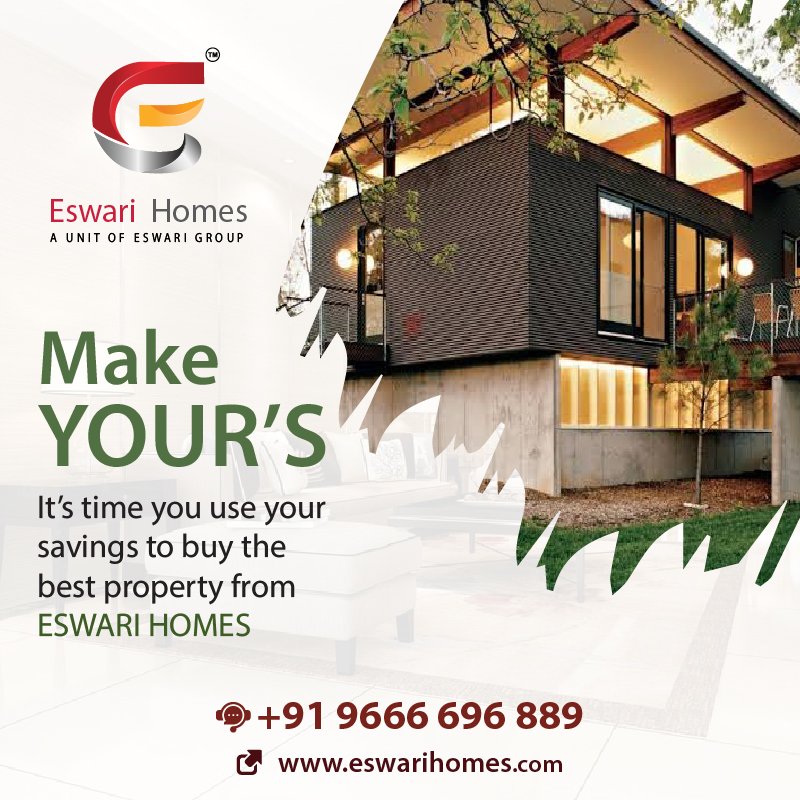 TM
Eswari Homes
A UNIT OF ESWARI GROUP
Make
YOUR'S
It's time you use your
savings to buy the
best property from
ESWARI HOMES
+91 9666 696 889
www.eswarihomes.com